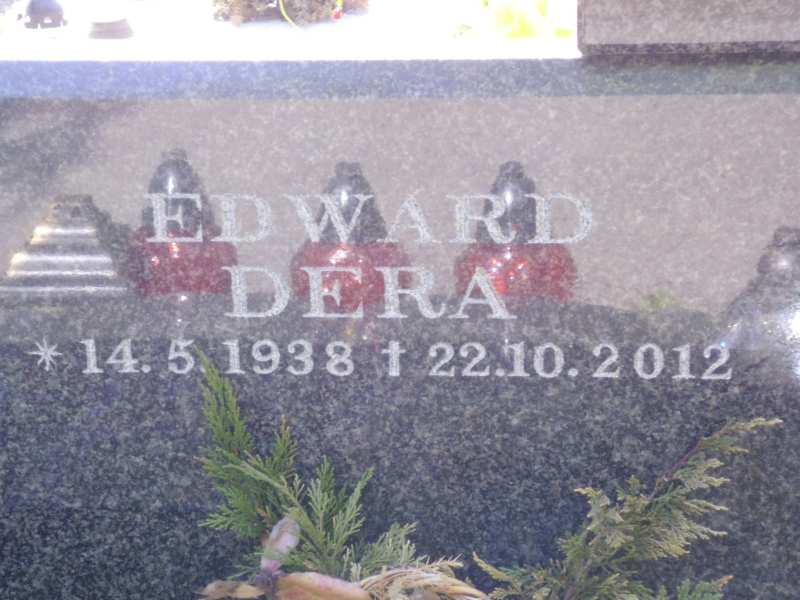 EDWARD
DERA
* 14. 5 1938 † 22.10. 2012